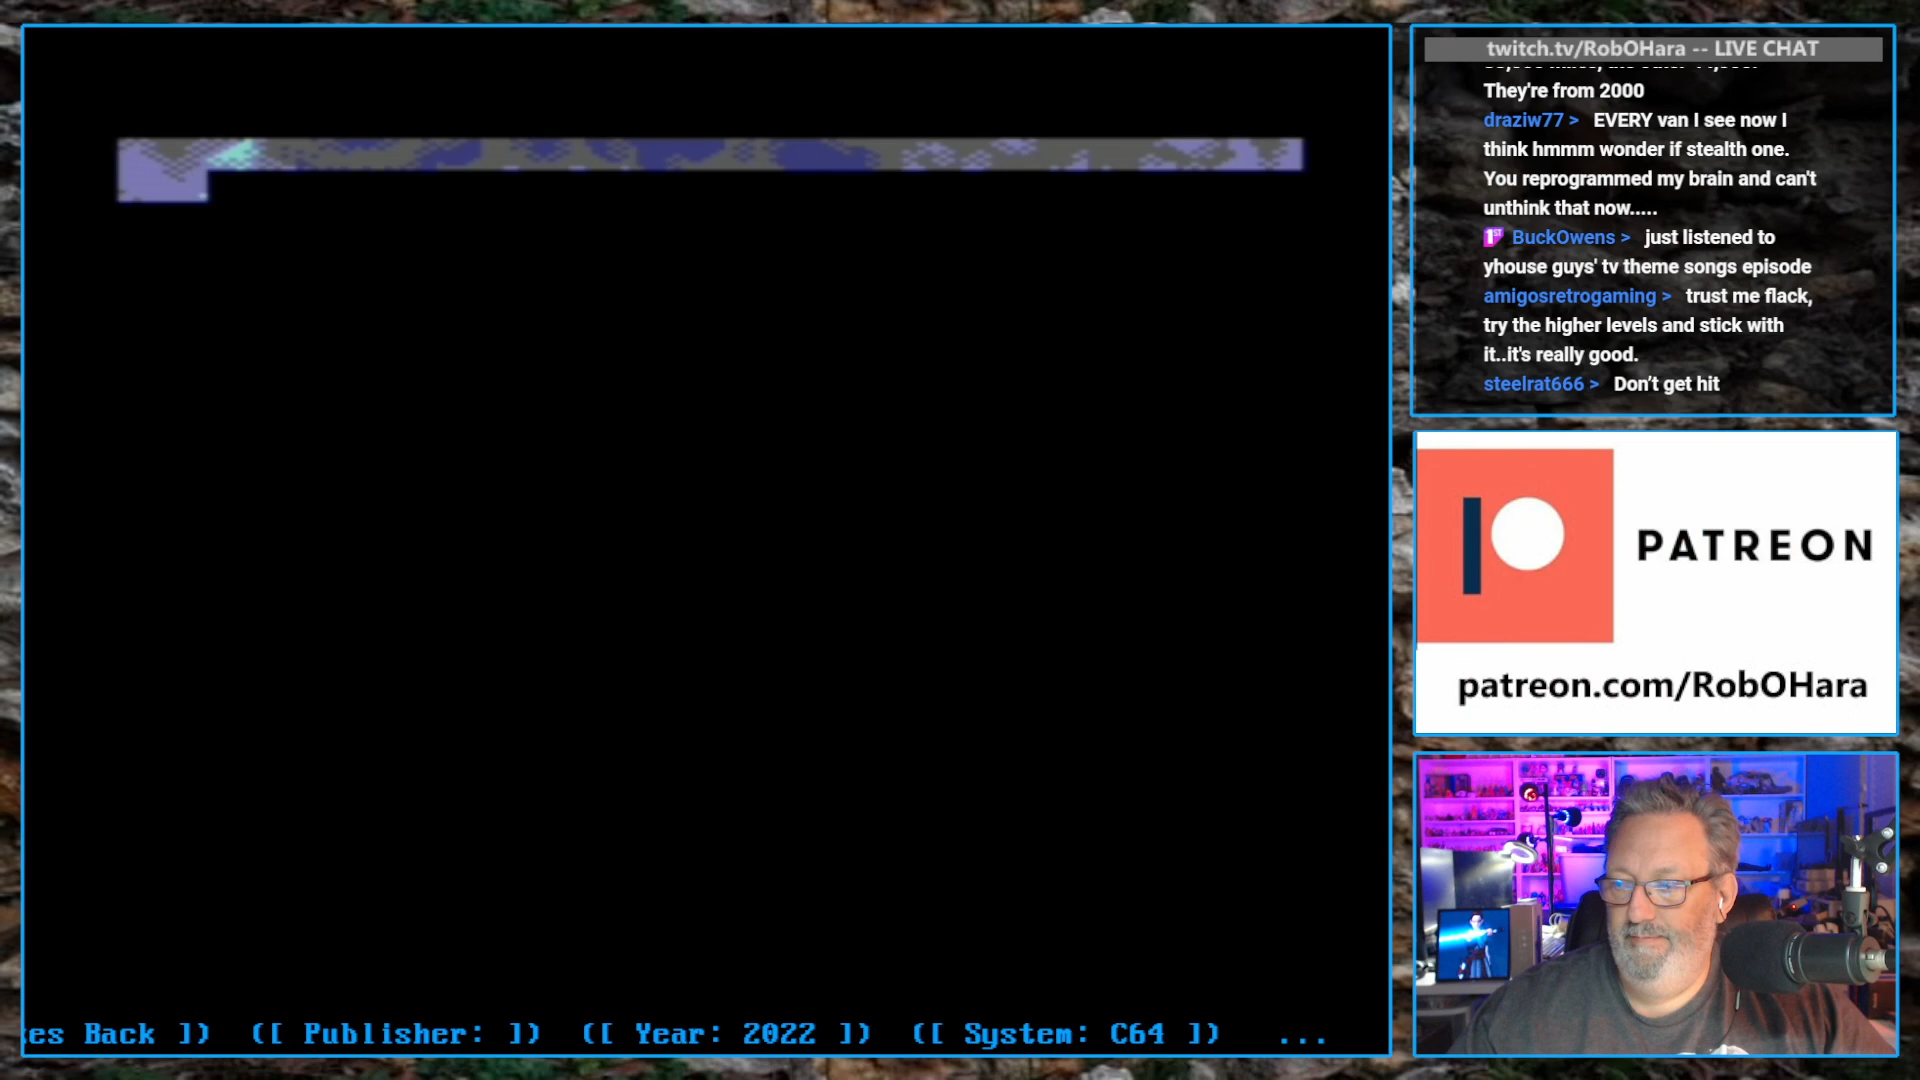 twitch.tv/RobOHara -- LIVE CHAT
They're from 2000
draziw77 > EVERY van I see now I
think hmmm wonder if stealth one.
You reprogrammed my brain and can't
unthink that now.....
BuckOwens > just listened to
yhouse guys' tv theme songs episode
amigosretrogaming > trust me flack,
try the higher levels and stick with
it..it's really good.
steelrat666 > Don’t get hit
PATREON
patreon.com/RobOHara
es Back ]) ([ Publisher: ]) ([ Year: 2022 ]) ([ System: C64 ]) ...